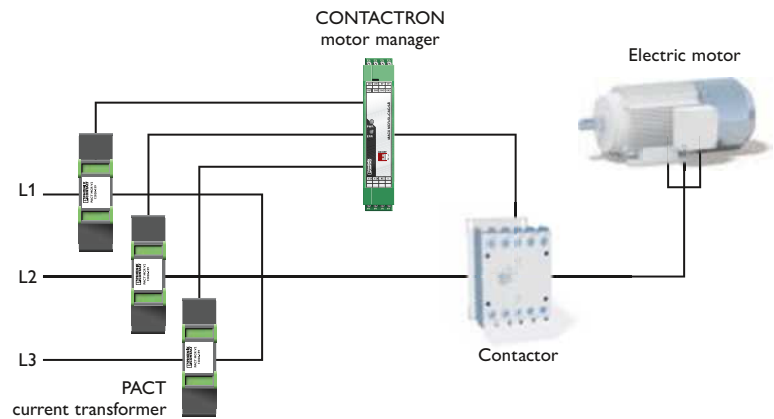 CONTACTRON
motor manager
Electric motor
L1
L2
L3
Contactor
PACT
current transformer